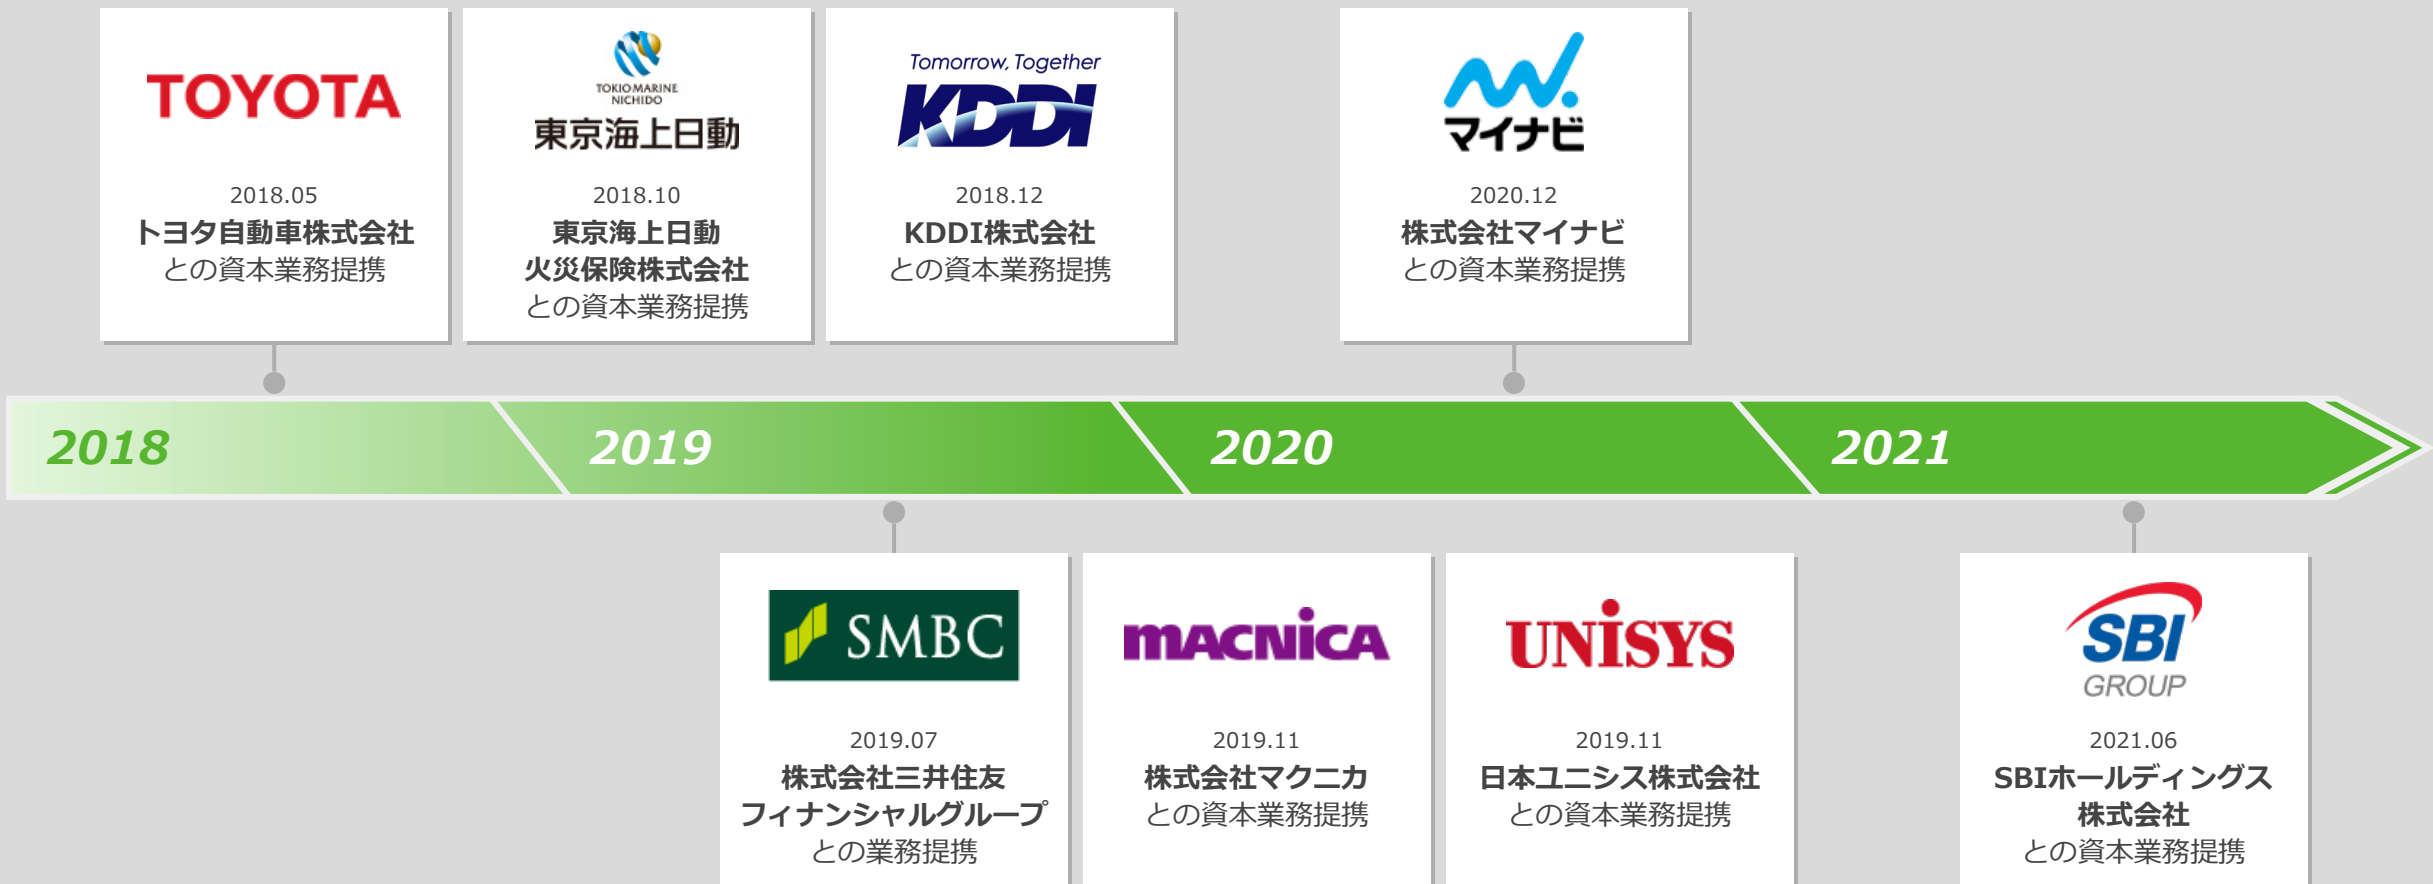 TOYOTA
2018.05
トヨタ自動車株式会社
との資本業務提携
TOKIO MARINE
NICHIDO
東京海上日動
2018.10
東京海上日動
火災保険株式会社
との資本業務提携
Tomorrow, Together
KDDI
2018.12
KDDI株式会社
との資本業務提携
マイナビ
2020.12
株式会社マイナビ
との資本業務提携
2018
2019
2020
2021
SMBC
2019.07
株式会社三井住友
フィナンシャルグループ
との業務提携
MACNiCA
2019.11
株式会社マクニカ
との資本業務提携
UNiSYS
2019.11
日本ユニシス株式会社
との資本業務提携
SBI
GROUP
2021.06
SBIホールディングス
株式会社
との資本業務提携